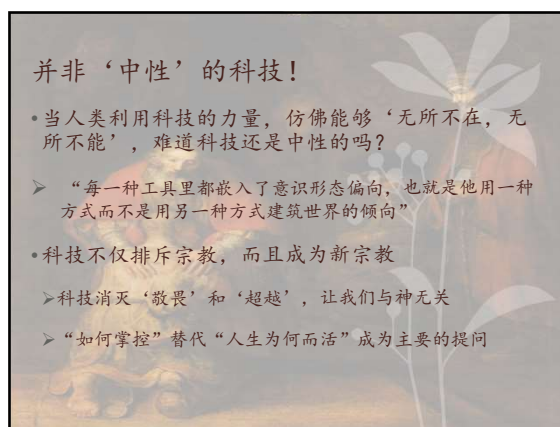 并非‘中性’的科技！
•当人类利用科技的力量，仿佛能够‘无所不在，无
所不能’，难道科技还是中性的吗？
➢ “每一种工具里都嵌入了意识形态偏向，也就是他用一种
方式而不是用另一种方式建筑世界的倾向”
•科技不仅排斥宗教，而且成为新宗教
➢科技消灭‘敬畏’和‘超越’，让我们与神无关
➢“如何掌控”替代“人生为何而活”成为主要的提问